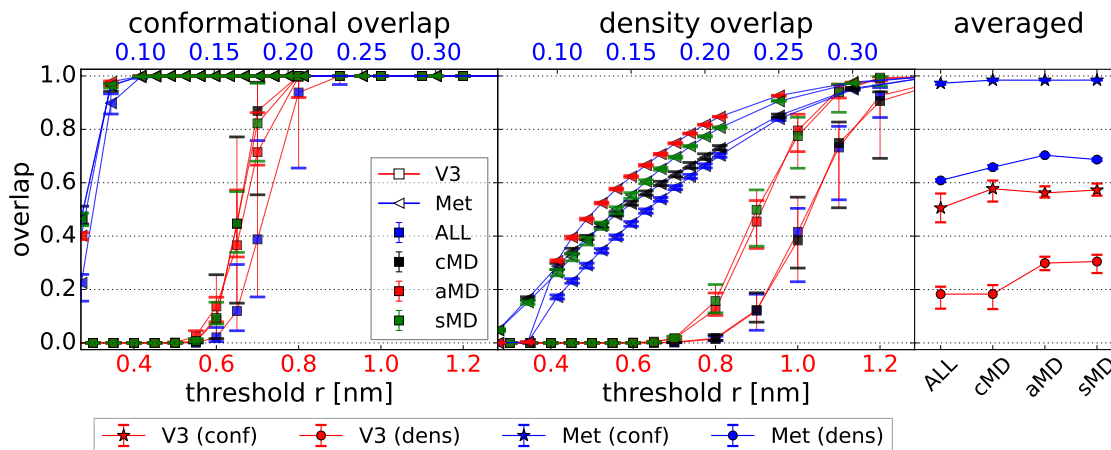 conformational overlap density overlap averaged
0.10 0.15 0.20 0.25 0.30 0.10 0.15 0.20 0.25 0.30
1.0
0.8
0.6
0.4
0.2
0.0
overlap
V3
Met
ALL
cMD
aMD
sMD
0.4 0.6 0.8 1.0 1.2 0.4 0.6 0.8 1.0 1.2
ALL cMD aMD sMD
threshold r [nm] threshold r [nm]
V3 (conf) V3 (dens) Met (conf) Met (dens)